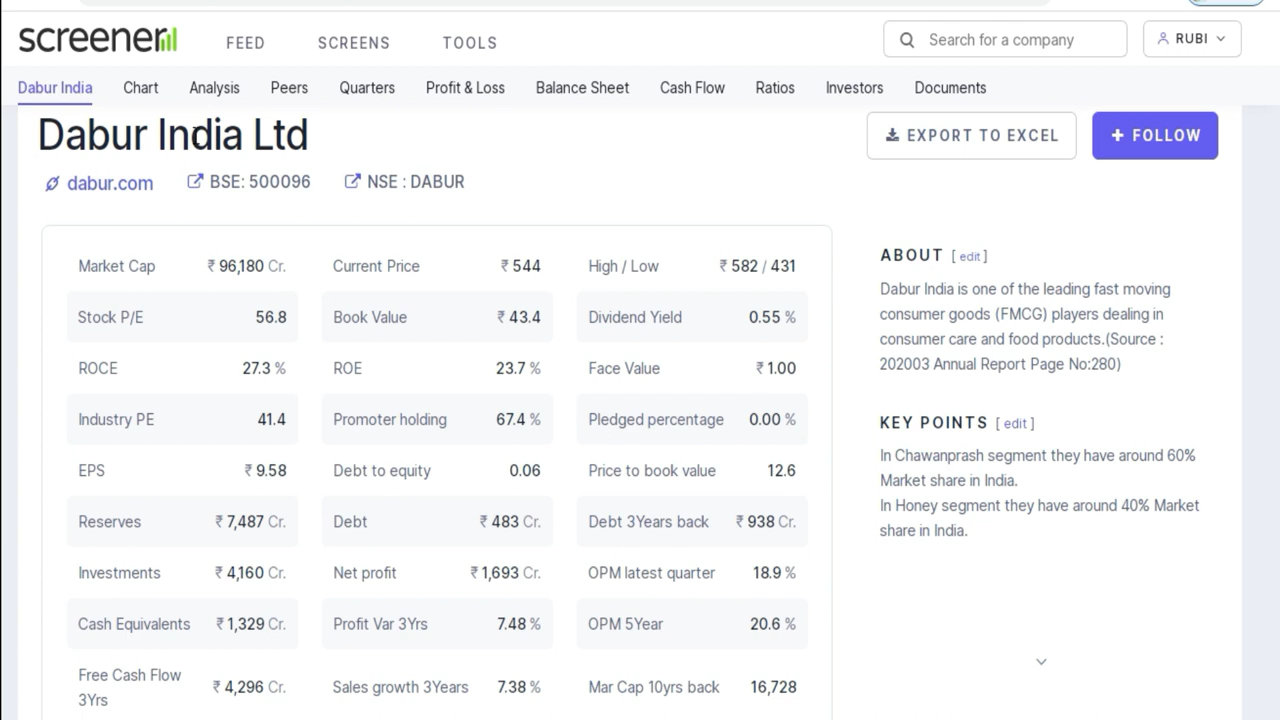 screener
FEED SCREENS TOOLS
Search for a company
RUBI
Dabur India Chart Analysis Peers Quarters Profit & Loss Balance Sheet Cash Flow Ratios Investors Documents
Dabur India Ltd
EXPORT TO EXCEL
+ FOLLOW
dabur.com BSE: 500096 NSE : DABUR
Market Cap ₹ 96,180 Cr. Current Price ₹ 544 High / Low ₹ 582 / 431
Stock P/E 56.8 Book Value ₹ 43.4 Dividend Yield 0.55 %
ROCE 27.3 % ROE 23.7 % Face Value ₹ 1.00
Industry PE 41.4 Promoter holding 67.4 % Pledged percentage 0.00 %
EPS ₹ 9.58 Debt to equity 0.06 Price to book value 12.6
Reserves ₹ 7,487 Cr. Debt ₹ 483 Cr. Debt 3Years back ₹ 938 Cr.
Investments ₹ 4,160 Cr. Net profit ₹ 1,693 Cr. OPM latest quarter 18.9 %
Cash Equivalents ₹ 1,329 Cr. Profit Var 3Yrs 7.48 % OPM 5Year 20.6 %
Free Cash Flow
3Yrs ₹ 4,296 Cr. Sales growth 3Years 7.38 % Mar Cap 10yrs back 16,728
ABOUT [ edit ]
Dabur India is one of the leading fast moving
consumer goods (FMCG) players dealing in
consumer care and food products.(Source :
202003 Annual Report Page No:280)
KEY POINTS [ edit ]
In Chawanprash segment they have around 60%
Market share in India.
In Honey segment they have around 40% Market
share in India.